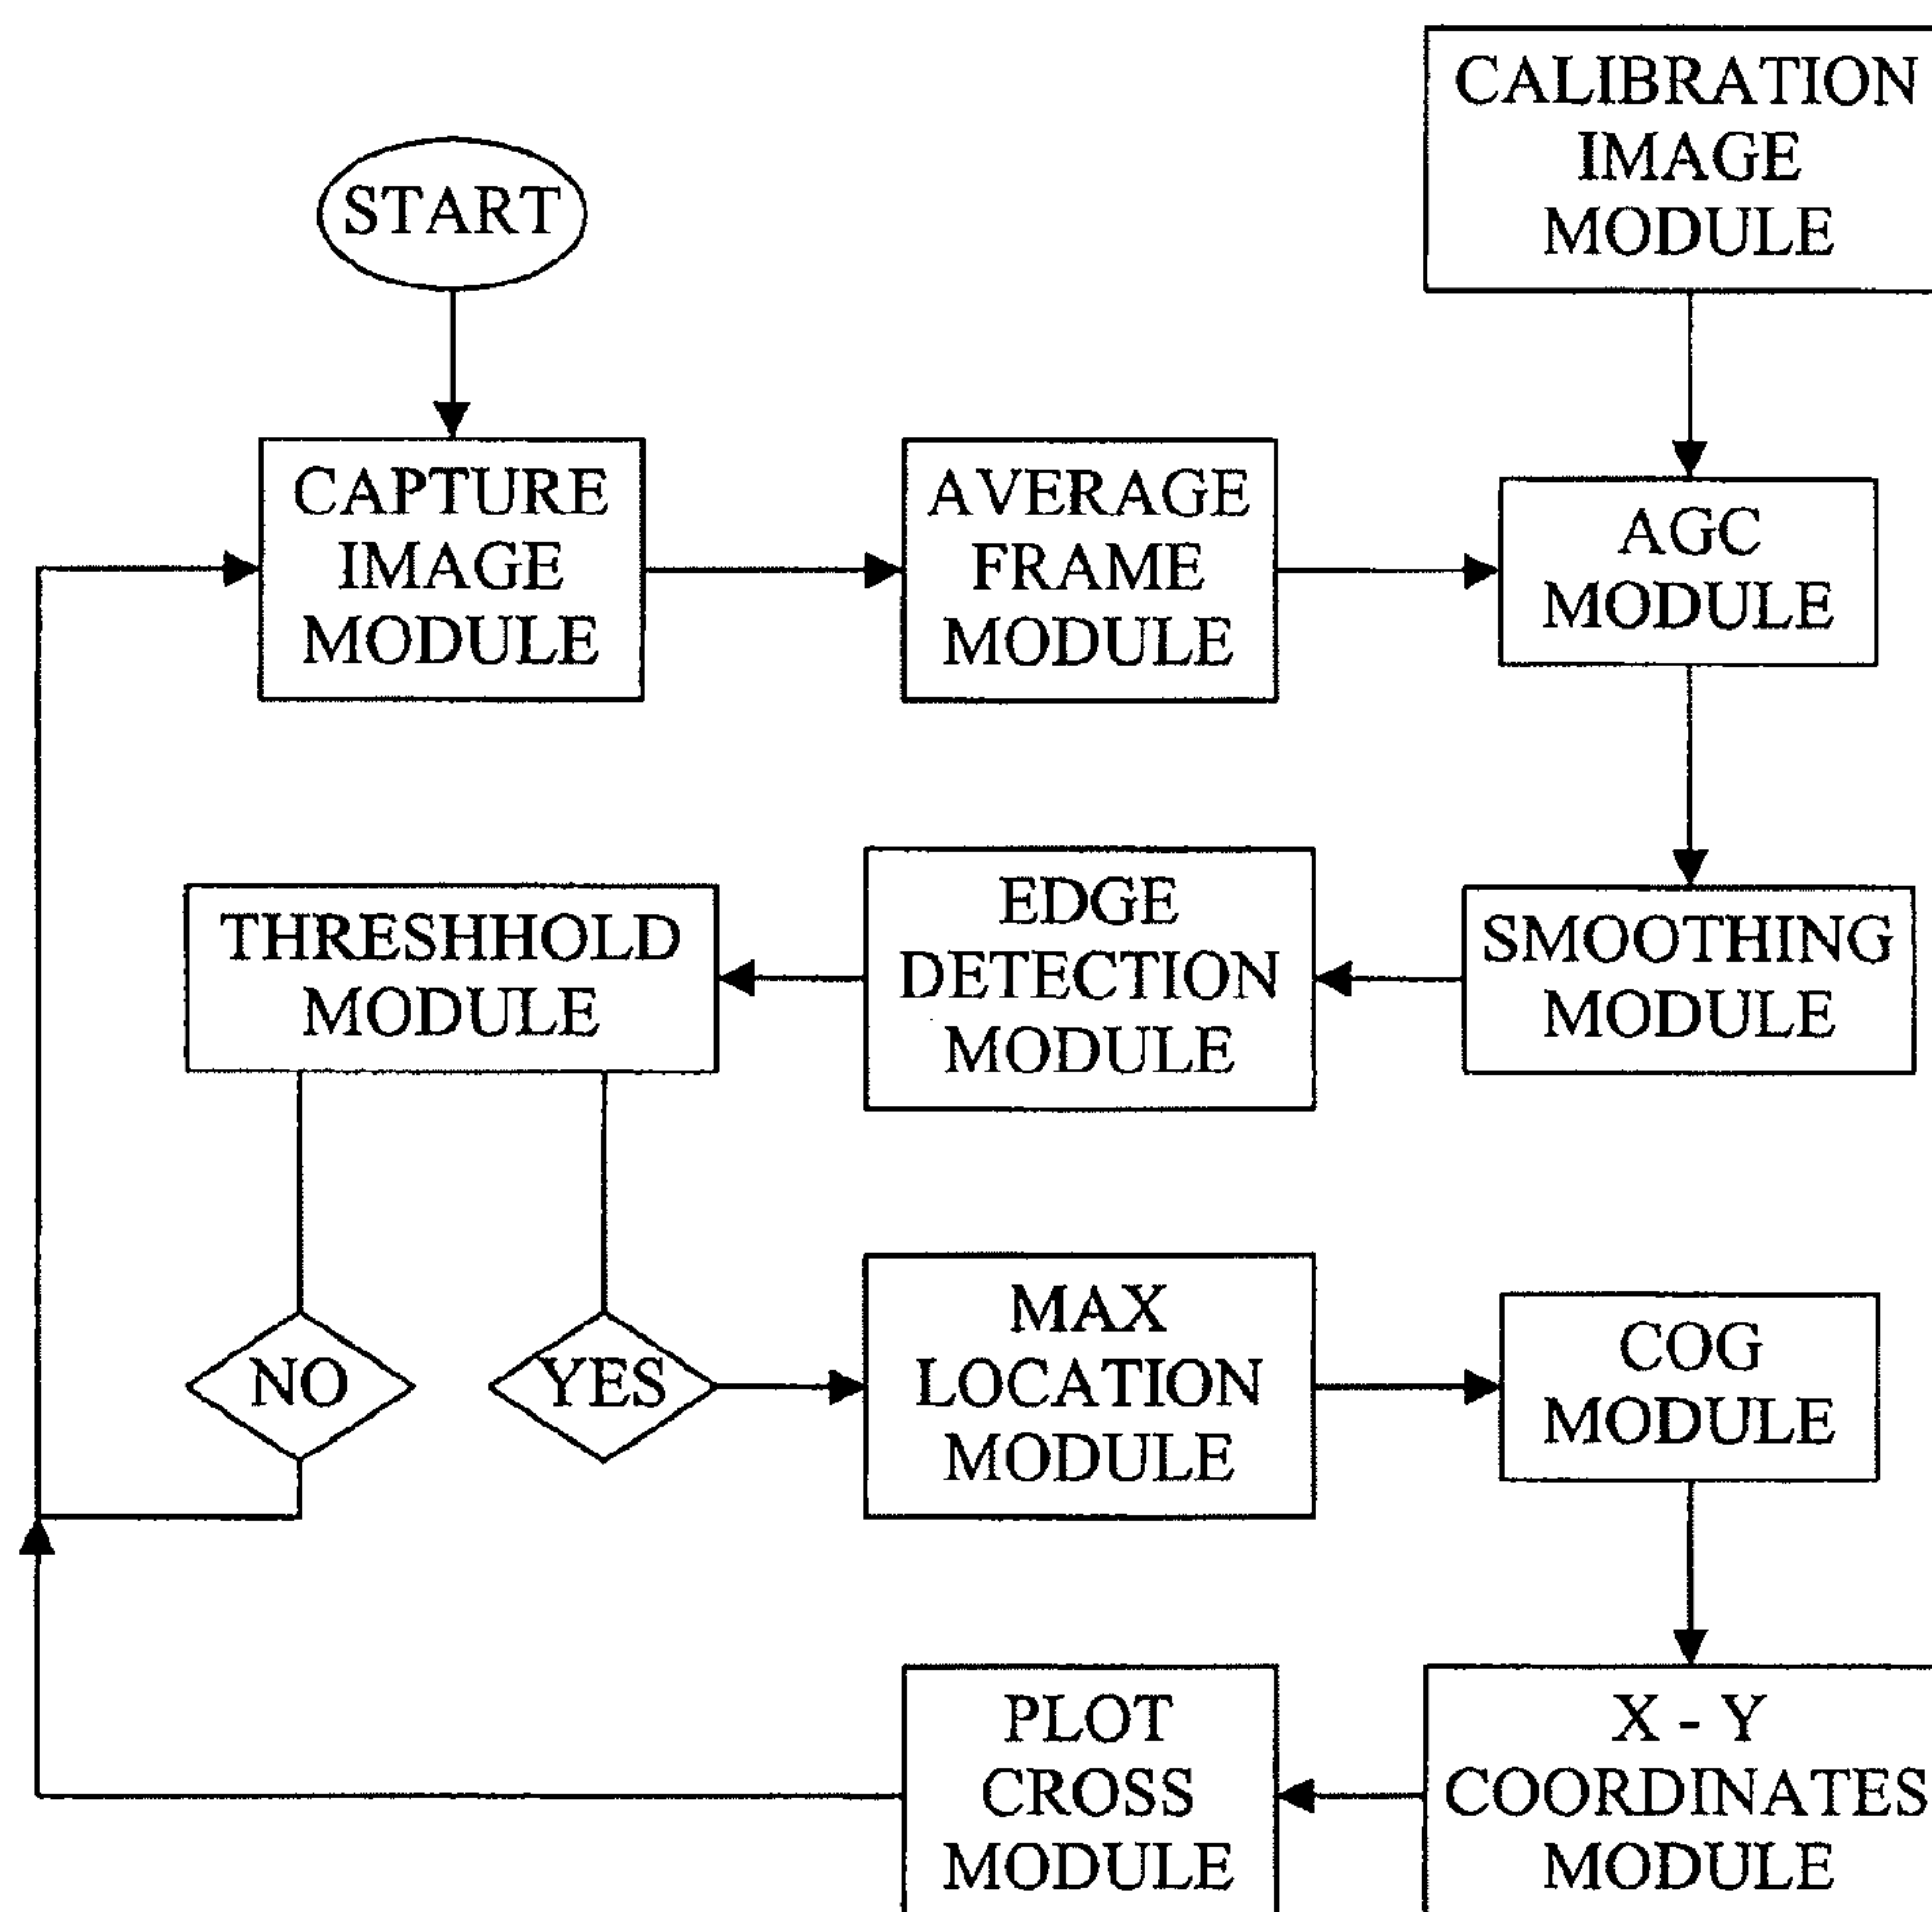 CALIBRATION
IMAGE
MODULE
START
CAPTURE
IMAGE
MODULE
AVERAGE
FRAME
MODULE
AGC
MODULE
THRESHHOLD
MODULE
EDGE
DETECTION
MODULE
SMOOTHING
MODULE
NO
YES
MAX
LOCATION
MODULE
COG
MODULE
PLOT
CROSS
MODULE
X - Y
COORDINATES
MODULE